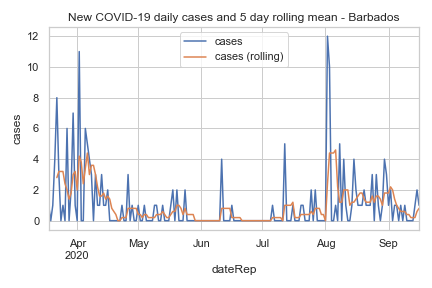 New COVID-19 daily cases and 5 day rolling mean - Barbados
cases
cases (rolling)
12
10
8
6
4
2
0
cases
Apr
2020
May
Jun
Jul
Aug
Sep
dateRep